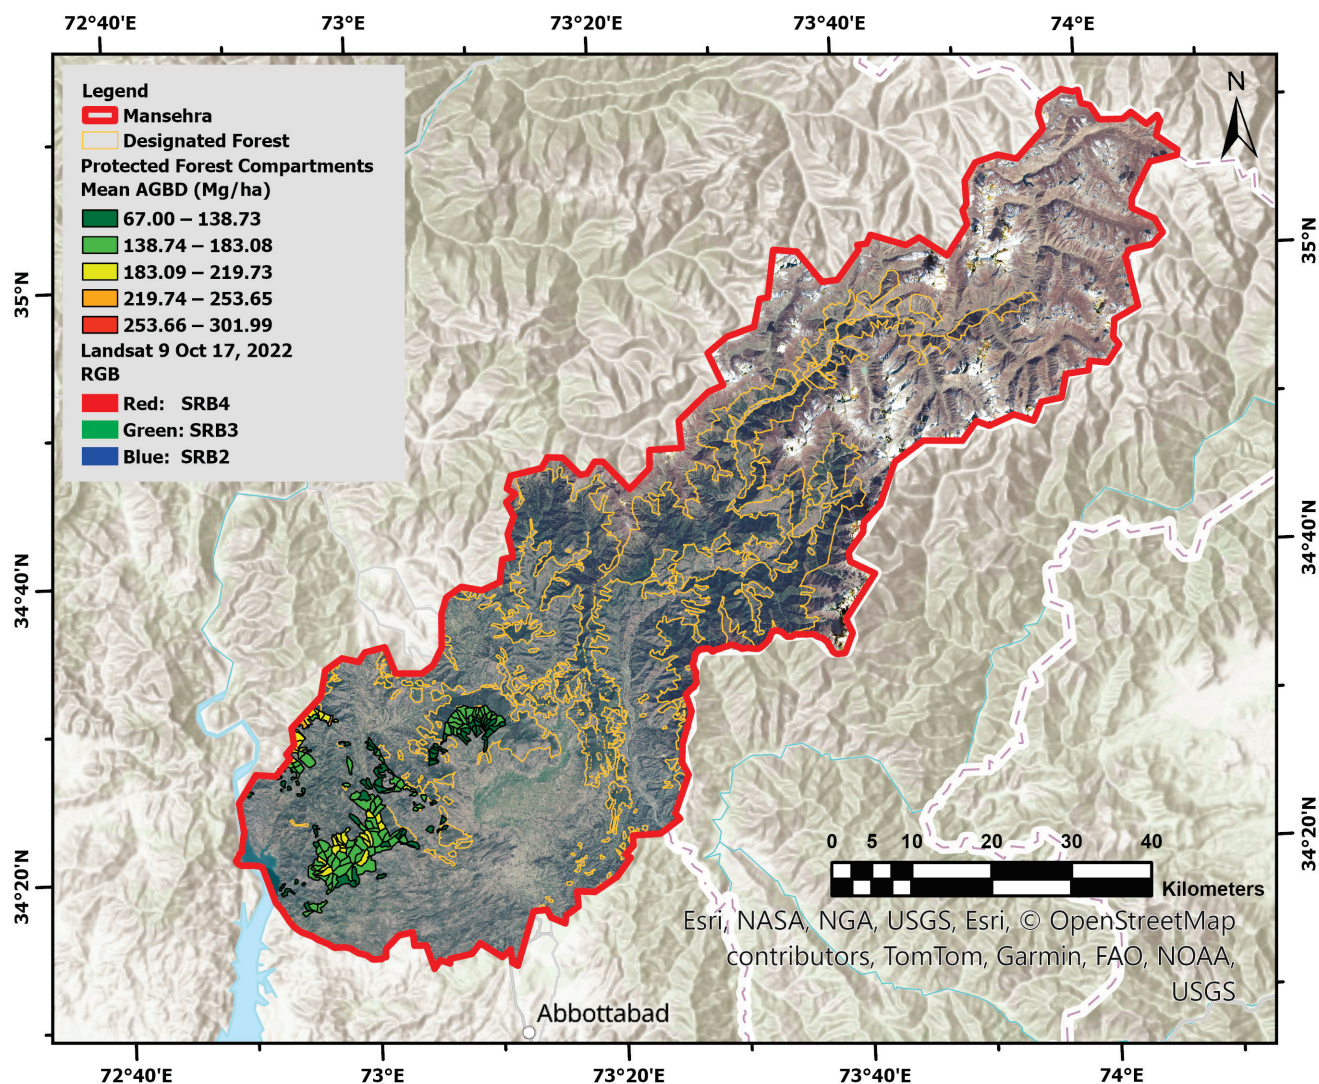 72°40'E 73°E 73°20'E 73°40'E 74°E
Legend
Mansehra
Designated Forest
Protected Forest Compartments
Mean AGBD (Mg/ha)
67.00 – 138.73
138.74 – 183.08
183.09 – 219.73
219.74 – 253.65
253.66 – 301.99
Landsat 9 Oct 17, 2022
RGB
Red: SRB4
Green: SRB3
Blue: SRB2
N
35°N
34°40'N
34°20'N
35°N
34°40'N
34°20'N
0 5 10 20 30 40
Kilometers
Esri, NASA, NGA, USGS, Esri, © OpenStreetMap
contributors, TomTom, Garmin, FAO, NOAA,
USGS
Abbottabad
72°40'E 73°E 73°20'E 73°40'E 74°E